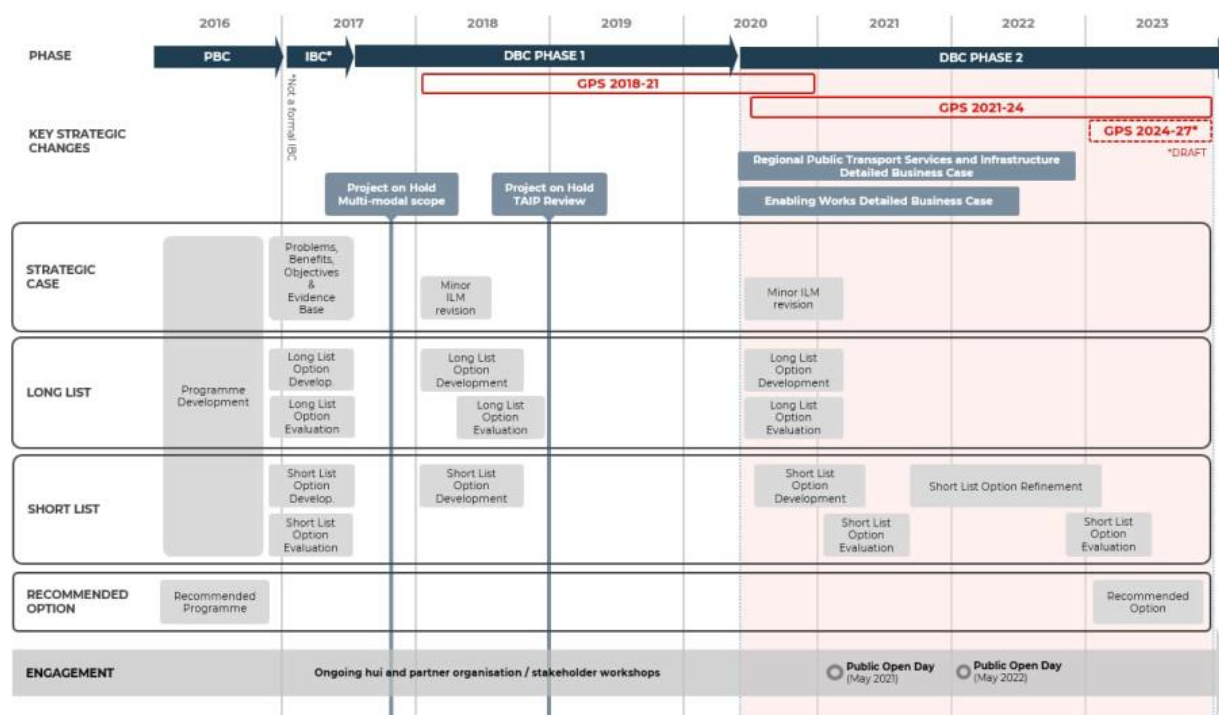 2016
2017
2018
2019
2020
2021
2022
2023
PHASE
PBC
IBC*
DBC PHASE 1
DBC PHASE 2
*Not a formal IBC
KEY STRATEGIC
CHANGES
GPS 2018-21
GPS 2021-24
GPS 2024-27*
*DRAFT
Regional Public Transport Services and Infrastructure
Detailed Business Case
Enabling Works Detailed Business Case
Project on Hold
Multi-modal scope
Project on Hold
TAIP Review
STRATEGIC
CASE
Problems,
Benefits,
Objectives
&
Evidence
Base
Minor
ILM
revision
Minor ILM
revision
LONG LIST
Programme
Development
Long List
Option
Develop.
Long List
Option
Evaluation
Long List
Option
Development
Long List
Option
Evaluation
Long List
Option
Development
Long List
Option
Evaluation
SHORT LIST
Short List
Option
Develop.
Short List
Option
Evaluation
Short List
Option
Development
Short List
Option
Development
Short List
Option
Evaluation
Short List Option Refinement
Short List
Option
Evaluation
RECOMMENDED
OPTION
Recommended
Programme
Recommended
Option
ENGAGEMENT
Ongoing hui and partner organisation / stakeholder workshops
Public Open Day
(May 2021)
Public Open Day
(May 2022)